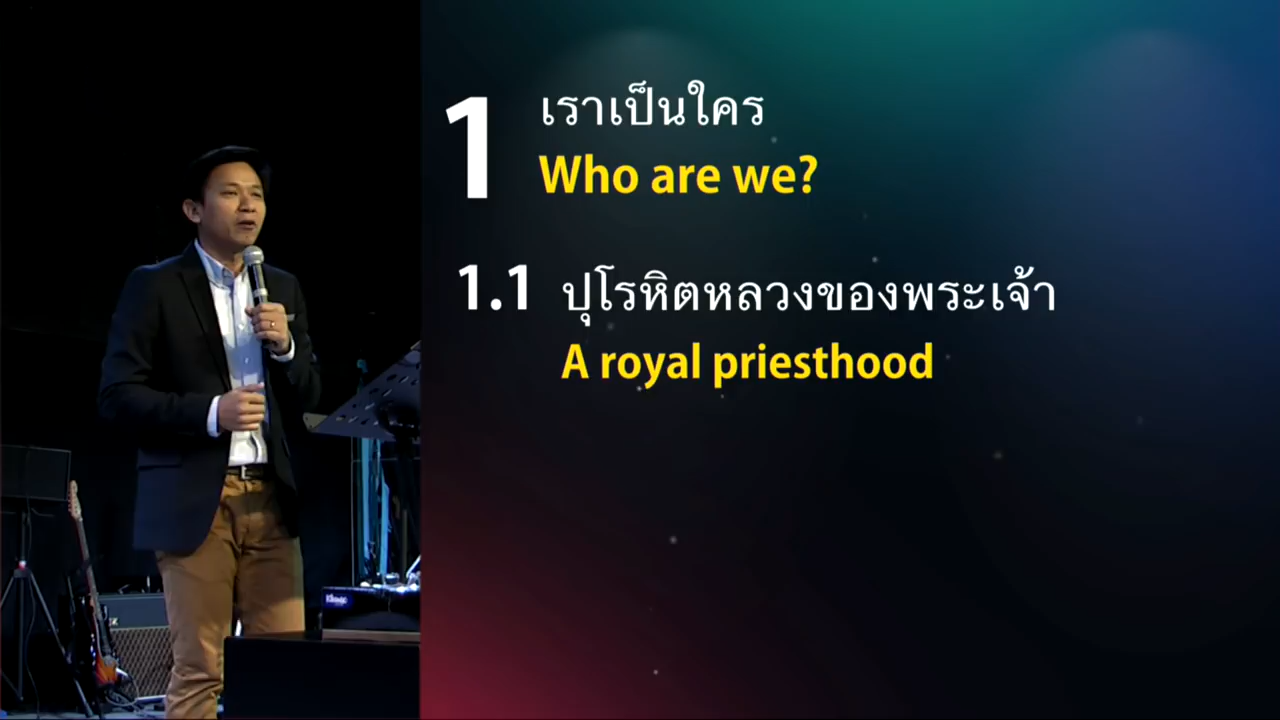 1
เราเป็นใคร
Who are we?
1.1 ปุโรหิตหลวงของพระเจ้า
A royal priesthood